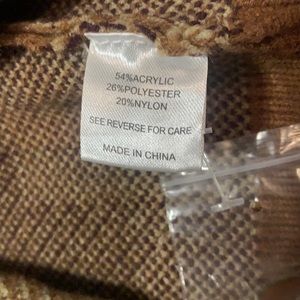 54%ACRYLIC
26%POLYESTER
20%NYLON
SEE REVERSE FOR CARE
MADE IN CHINA